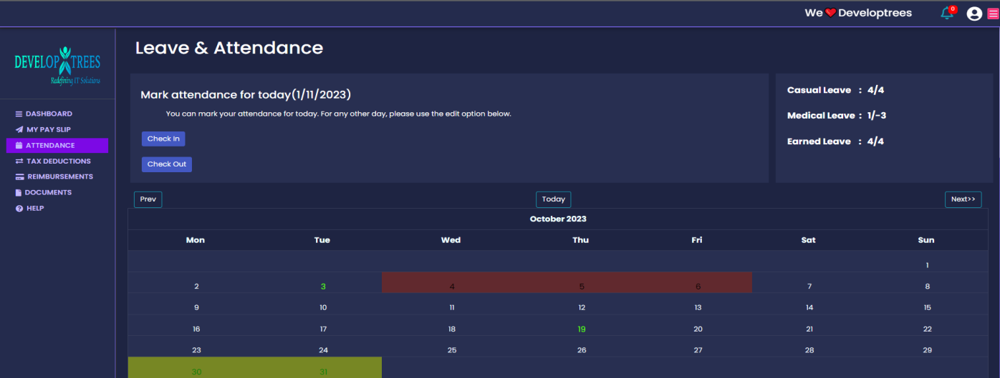 We ❤ Developtrees
0
DEVELOP TREES
Redefining IT Solutions
DASHBOARD
MY PAY SLIP
ATTENDANCE
TAX DEDUCTIONS
REIMBURSEMENTS
DOCUMENTS
HELP
Leave & Attendance
Mark attendance for today(1/11/2023)
You can mark your attendance for today. For any other day, please use the edit option below.
Check In
Check Out
Casual Leave : 4/4
Medical Leave : 1/-3
Earned Leave : 4/4
Prev Today Next>>
October 2023
Mon Tue Wed Thu Fri Sat Sun
1
2 3 4 5 6 7 8
9 10 11 12 13 14 15
16 17 18 19 20 21 22
23 24 25 26 27 28 29
30 31